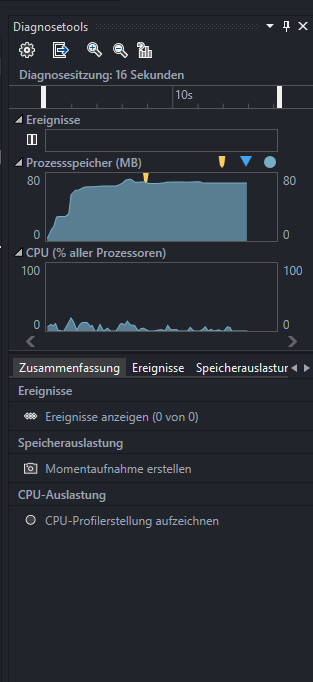 Diagnosetools
Diagnosesitzung: 16 Sekunden
10s
Ereignisse
Prozessspeicher (MB)
80
80
0
0
CPU (% aller Prozessoren)
100
100
0
0
Zusammenfassung Ereignisse Speicherauslastur
Ereignisse
Ereignisse anzeigen (0 von 0)
Speicherauslastung
Momentaufnahme erstellen
CPU-Auslastung
CPU-Profilerstellung aufzeichnen